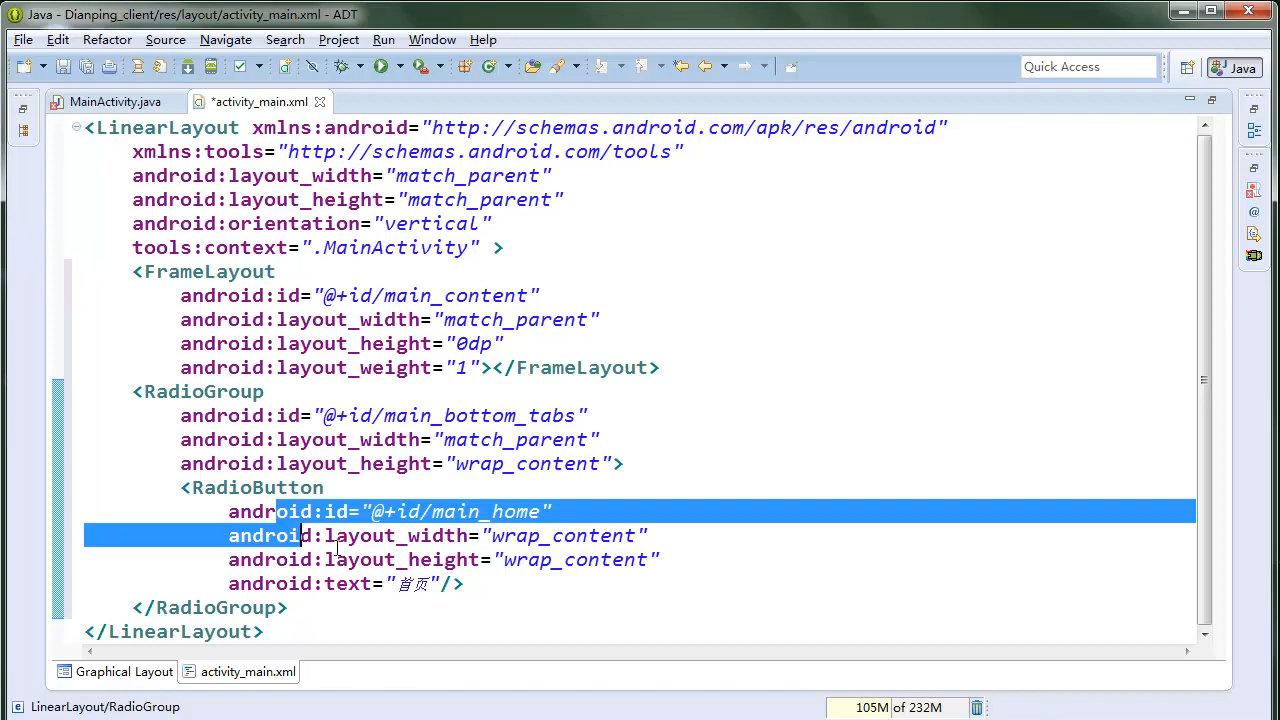 Java - Dianping_client/res/layout/activity_main.xml - ADT
File Edit Refactor Source Navigate Search Project Run Window Help
Quick Access
Java
MainActivity.java
*activity_main.xml
<LinearLayout xmlns:android="http://schemas.android.com/apk/res/android"
xmlns:tools="http://schemas.android.com/tools"
android:layout_width="match_parent"
android:layout_height="match_parent"
android:orientation="vertical"
tools:context=".MainActivity" >
<FrameLayout
android:id="@+id/main_content"
android:layout_width="match_parent"
android:layout_height="0dp"
android:layout_weight="1"></FrameLayout>
<RadioGroup
android:id="@+id/main_bottom_tabs"
android:layout_width="match_parent"
android:layout_height="wrap_content">
<RadioButton
android:id="@+id/main_home"
android:layout_width="wrap_content"
android:layout_height="wrap_content"
android:text="首页"/>
</RadioGroup>
</LinearLayout>
Graphical Layout
activity_main.xml
LinearLayout/RadioGroup
105M of 232M